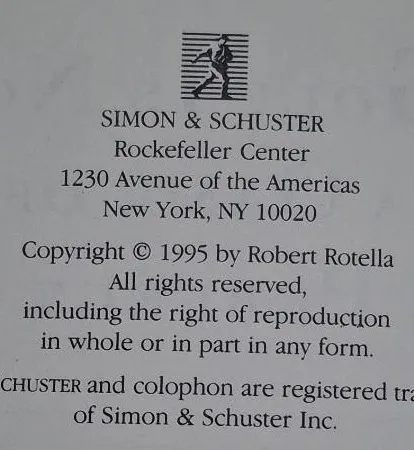 SIMON & SCHUSTER
Rockefeller Center
1230 Avenue of the Americas
New York, NY 10020
Copyright © 1995 by Robert Rotella
All rights reserved,
including the right of reproduction
in whole or in part in any form.
CHUSTER and colophon are registered tra
of Simon & Schuster Inc.